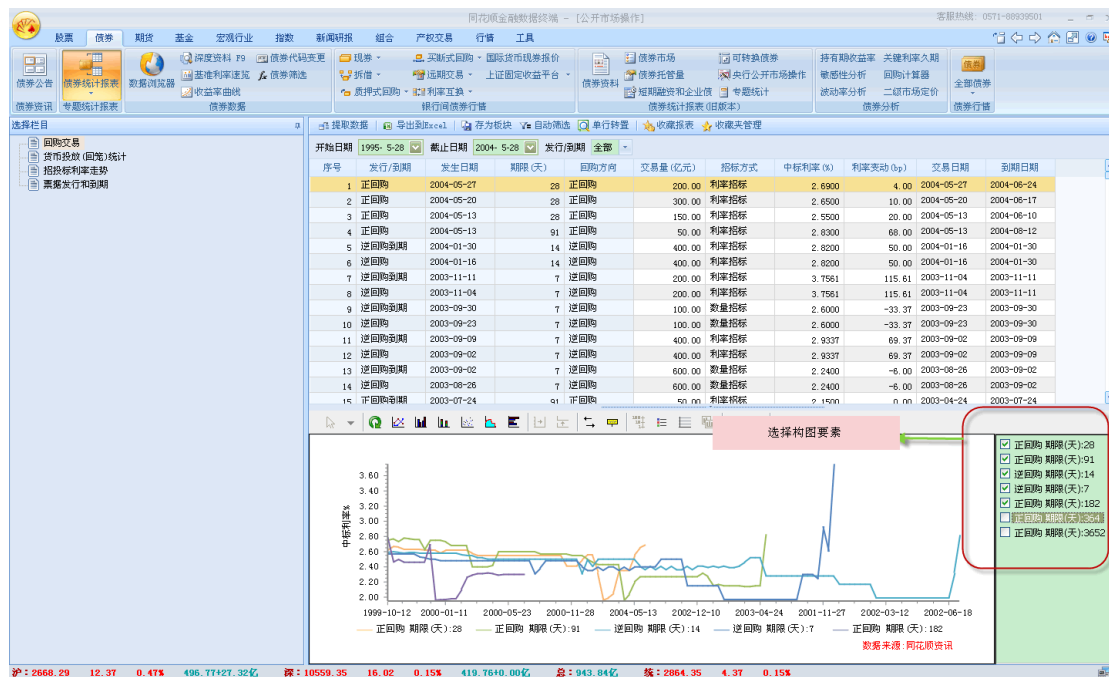 同花顺金融数据终端 - [公开市场操作]
客服热线: 0571-88939501
股票 债券 期货 基金 宏观行业 指数 新闻研报 组合 产权交易 行情 工具
深度资料 F9 债券代码变更 现券 买断式回购 国际货币现券报价 债券市场 可转换债券 持有期收益率 关键利率久期
债券公告 债券统计报表 数据浏览器 基准利率速览 债券筛选 拆借 远期交易 上证固定收益平台 债券资料 债券托管量 央行公开市场操作 敏感性分析 回购计算器 全部债券
收益率曲线 质押式回购 利率互换 短期融资和企业债 专题统计 波动率分析 二级市场定价
债券资讯 专题统计报表 债券数据 银行间债券行情 债券统计报表(旧版本) 债券分析 债券行情
选择栏目
回购交易
货币投放(回笼)统计
招投标利率走势
票据发行和到期
提取数据 导出到Excel 存为板块 自动筛选 单行转置 收藏报表 收藏夹管理
开始日期 1995- 5-28 截止日期 2004- 5-28 发行/到期 全部
序号 发行/到期 发生日期 期限(天) 回购方向 交易量(亿元) 招标方式 中标利率(%) 利率变动(bp) 交易日期 到期日期
1 正回购 2004-05-27 28 正回购 200.00 利率招标 2.6900 4.00 2004-05-27 2004-06-24
2 正回购 2004-05-20 28 正回购 300.00 利率招标 2.6500 10.00 2004-05-20 2004-06-17
3 正回购 2004-05-13 28 正回购 150.00 利率招标 2.5500 20.00 2004-05-13 2004-06-10
4 正回购 2004-05-13 91 正回购 50.00 利率招标 2.8300 68.00 2004-05-13 2004-08-12
5 逆回购到期 2004-01-30 14 逆回购 400.00 利率招标 2.8200 50.00 2004-01-16 2004-01-30
6 逆回购 2004-01-16 14 逆回购 400.00 利率招标 2.8200 50.00 2004-01-16 2004-01-30
7 逆回购到期 2003-11-11 7 逆回购 200.00 利率招标 3.7561 115.61 2003-11-04 2003-11-11
8 逆回购 2003-11-04 7 逆回购 200.00 利率招标 3.7561 115.61 2003-11-04 2003-11-11
9 逆回购到期 2003-09-30 7 逆回购 100.00 数量招标 2.6000 -33.37 2003-09-23 2003-09-30
10 逆回购 2003-09-23 7 逆回购 100.00 数量招标 2.6000 -33.37 2003-09-23 2003-09-30
11 逆回购到期 2003-09-09 7 逆回购 400.00 利率招标 2.9337 69.37 2003-09-02 2003-09-09
12 逆回购 2003-09-02 7 逆回购 400.00 利率招标 2.9337 69.37 2003-09-02 2003-09-09
13 逆回购到期 2003-09-02 7 逆回购 600.00 数量招标 2.2400 -6.00 2003-08-26 2003-09-02
14 逆回购 2003-08-26 7 逆回购 600.00 数量招标 2.2400 -6.00 2003-08-26 2003-09-02
15 正回购到期 2003-07-24 91 正回购 50.00 利率招标 2.1500 0.00 2003-04-24 2003-07-24
选择构图要素
正回购 期限(天):28
正回购 期限(天):91
逆回购 期限(天):14
逆回购 期限(天):7
正回购 期限(天):182
正回购 期限(天):364
正回购 期限(天):3652
中标利率%
3.60
3.40
3.20
3.00
2.80
2.60
2.40
2.20
2.00
1999-10-12 2000-01-11 2000-05-23 2000-11-28 2004-05-13 2002-12-10 2003-04-24 2001-11-27 2002-03-12 2002-06-18
正回购 期限(天):28 正回购 期限(天):91 逆回购 期限(天):14 逆回购 期限(天):7 正回购 期限(天):182
数据来源:同花顺资讯
沪:2668.29 12.37 0.47% 496.77+27.32亿 深:10559.35 16.02 0.15% 419.76+0.00亿 总:943.84亿 统:2864.35 4.37 0.15%